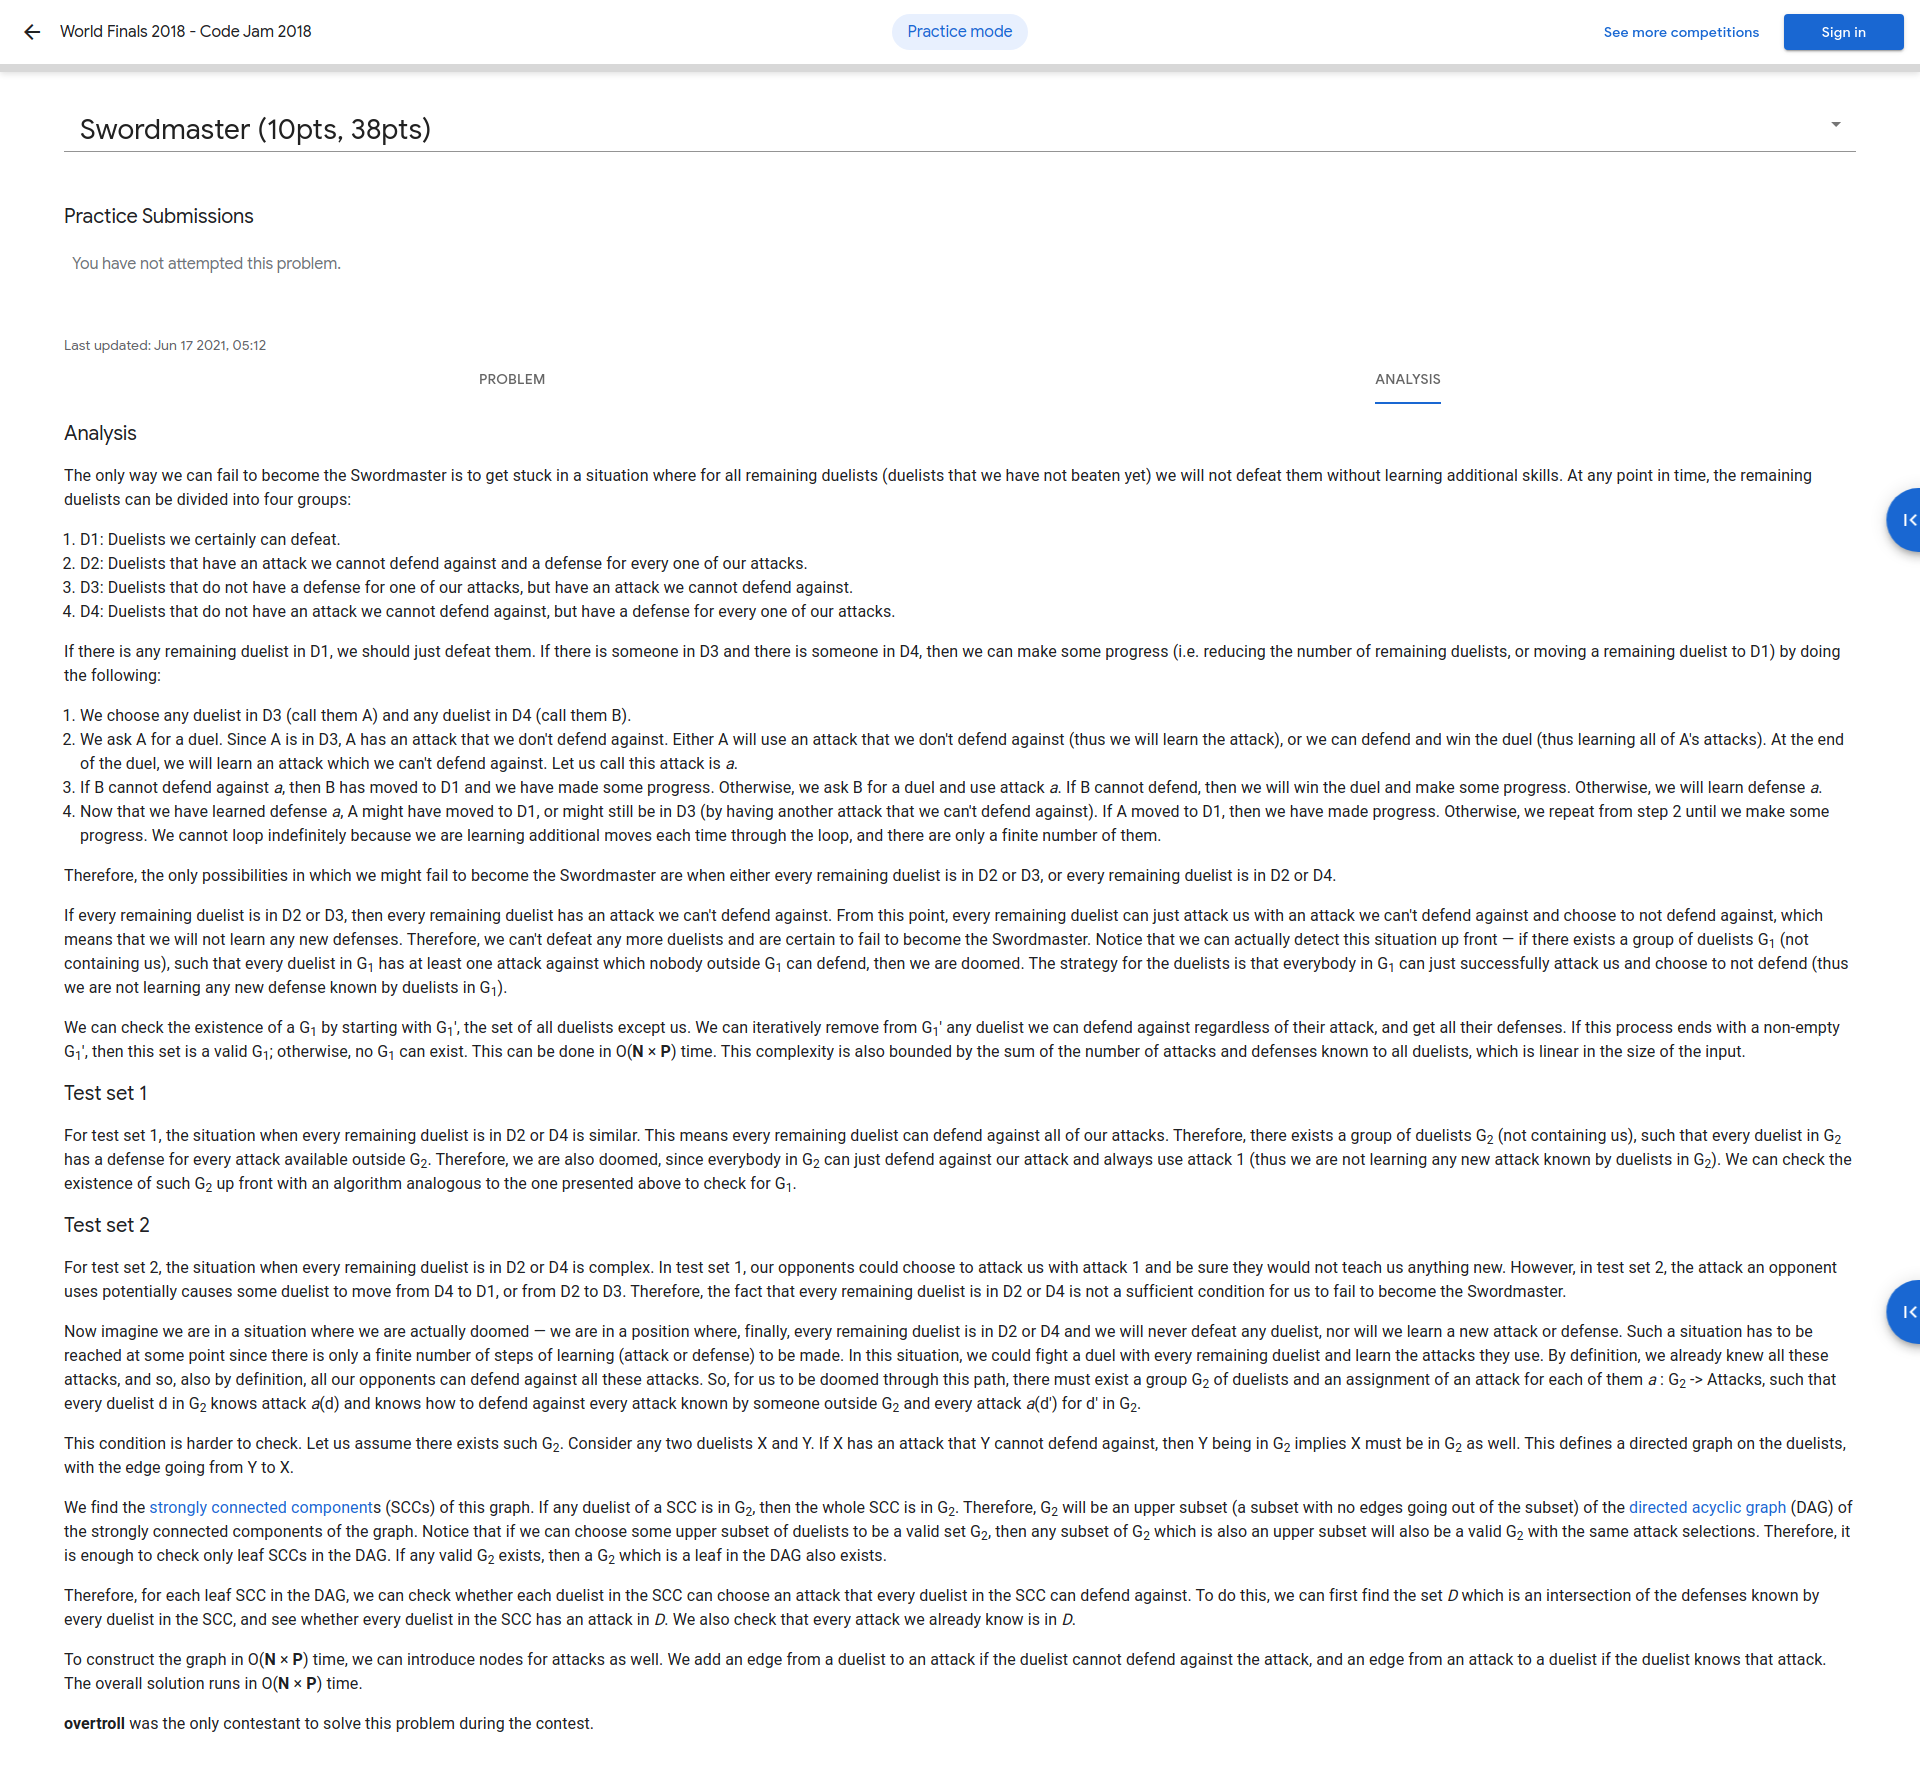 World Finals 2018 - Code Jam 2018
Practice mode
See more competitions
Sign in
Swordmaster (10pts, 38pts)
Practice Submissions
You have not attempted this problem.
Last updated: Jun 17 2021, 05:12
PROBLEM
ANALYSIS
Analysis
The only way we can fail to become the Swordmaster is to get stuck in a situation where for all remaining duelists (duelists that we have not beaten yet) we will not defeat them without learning additional skills. At any point in time, the remaining
duelists can be divided into four groups:
1. D1: Duelists we certainly can defeat.
2. D2: Duelists that have an attack we cannot defend against and a defense for every one of our attacks.
3. D3: Duelists that do not have a defense for one of our attacks, but have an attack we cannot defend against.
4. D4: Duelists that do not have an attack we cannot defend against, but have a defense for every one of our attacks.
If there is any remaining duelist in D1, we should just defeat them. If there is someone in D3 and there is someone in D4, then we can make some progress (i.e. reducing the number of remaining duelists, or moving a remaining duelist to D1) by doing
the following:
1. We choose any duelist in D3 (call them A) and any duelist in D4 (call them B).
2. We ask A for a duel. Since A is in D3, A has an attack that we don't defend against. Either A will use an attack that we don't defend against (thus we will learn the attack), or we can defend and win the duel (thus learning all of A's attacks). At the end
of the duel, we will learn an attack which we can't defend against. Let us call this attack is a.
3. If B cannot defend against a, then B has moved to D1 and we have made some progress. Otherwise, we ask B for a duel and use attack a. If B cannot defend, then we will win the duel and make some progress. Otherwise, we will learn defense a.
4. Now that we have learned defense a, A might have moved to D1, or might still be in D3 (by having another attack that we can't defend against). If A moved to D1, then we have made progress. Otherwise, we repeat from step 2 until we make some
progress. We cannot loop indefinitely because we are learning additional moves each time through the loop, and there are only a finite number of them.
Therefore, the only possibilities in which we might fail to become the Swordmaster are when either every remaining duelist is in D2 or D3, or every remaining duelist is in D2 or D4.
If every remaining duelist is in D2 or D3, then every remaining duelist has an attack we can't defend against. From this point, every remaining duelist can just attack us with an attack we can't defend against and choose to not defend against, which
means that we will not learn any new defenses. Therefore, we can't defeat any more duelists and are certain to fail to become the Swordmaster. Notice that we can actually detect this situation up front — if there exists a group of duelists G1 (not
containing us), such that every duelist in G1 has at least one attack against which nobody outside G1 can defend, then we are doomed. The strategy for the duelists is that everybody in G1 can just successfully attack us and choose to not defend (thus
we are not learning any new defense known by duelists in G1).
We can check the existence of a G1 by starting with G1', the set of all duelists except us. We can iteratively remove from G1' any duelist we can defend against regardless of their attack, and get all their defenses. If this process ends with a non-empty
G1', then this set is a valid G1; otherwise, no G1 can exist. This can be done in O(N × P) time. This complexity is also bounded by the sum of the number of attacks and defenses known to all duelists, which is linear in the size of the input.
Test set 1
For test set 1, the situation when every remaining duelist is in D2 or D4 is similar. This means every remaining duelist can defend against all of our attacks. Therefore, there exists a group of duelists G2 (not containing us), such that every duelist in G2
has a defense for every attack available outside G2. Therefore, we are also doomed, since everybody in G2 can just defend against our attack and always use attack 1 (thus we are not learning any new attack known by duelists in G2). We can check the
existence of such G2 up front with an algorithm analogous to the one presented above to check for G1.
Test set 2
For test set 2, the situation when every remaining duelist is in D2 or D4 is complex. In test set 1, our opponents could choose to attack us with attack 1 and be sure they would not teach us anything new. However, in test set 2, the attack an opponent
uses potentially causes some duelist to move from D4 to D1, or from D2 to D3. Therefore, the fact that every remaining duelist is in D2 or D4 is not a sufficient condition for us to fail to become the Swordmaster.
Now imagine we are in a situation where we are actually doomed — we are in a position where, finally, every remaining duelist is in D2 or D4 and we will never defeat any duelist, nor will we learn a new attack or defense. Such a situation has to be
reached at some point since there is only a finite number of steps of learning (attack or defense) to be made. In this situation, we could fight a duel with every remaining duelist and learn the attacks they use. By definition, we already knew all these
attacks, and so, also by definition, all our opponents can defend against all these attacks. So, for us to be doomed through this path, there must exist a group G2 of duelists and an assignment of an attack for each of them a : G2 -> Attacks, such that
every duelist d in G2 knows attack a(d) and knows how to defend against every attack known by someone outside G2 and every attack a(d') for d' in G2.
This condition is harder to check. Let us assume there exists such G2. Consider any two duelists X and Y. If X has an attack that Y cannot defend against, then Y being in G2 implies X must be in G2 as well. This defines a directed graph on the duelists,
with the edge going from Y to X.
We find the strongly connected components (SCCs) of this graph. If any duelist of a SCC is in G2, then the whole SCC is in G2. Therefore, G2 will be an upper subset (a subset with no edges going out of the subset) of the directed acyclic graph (DAG) of
the strongly connected components of the graph. Notice that if we can choose some upper subset of duelists to be a valid set G2, then any subset of G2 which is also an upper subset will also be a valid G2 with the same attack selections. Therefore, it
is enough to check only leaf SCCs in the DAG. If any valid G2 exists, then a G2 which is a leaf in the DAG also exists.
Therefore, for each leaf SCC in the DAG, we can check whether each duelist in the SCC can choose an attack that every duelist in the SCC can defend against. To do this, we can first find the set D which is an intersection of the defenses known by
every duelist in the SCC, and see whether every duelist in the SCC has an attack in D. We also check that every attack we already know is in D.
To construct the graph in O(N × P) time, we can introduce nodes for attacks as well. We add an edge from a duelist to an attack if the duelist cannot defend against the attack, and an edge from an attack to a duelist if the duelist knows that attack.
The overall solution runs in O(N × P) time.
overtroll was the only contestant to solve this problem during the contest.